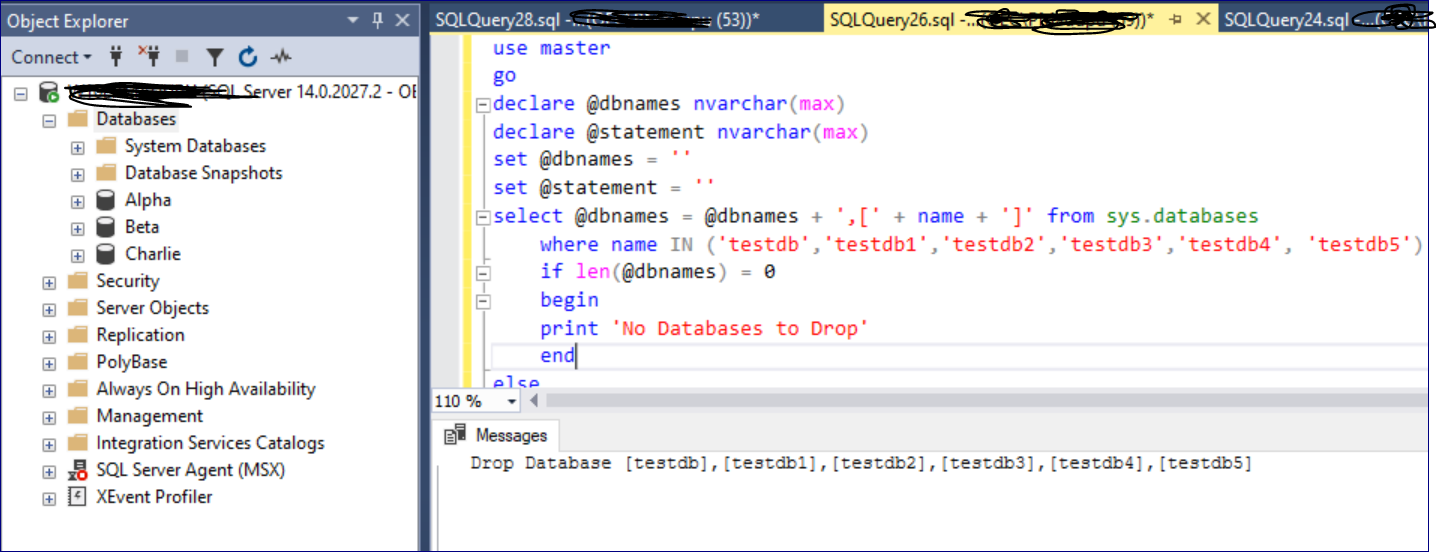 Object Explorer
Connect
(SQL Server 14.0.2027.2 - OE
Databases
System Databases
Database Snapshots
Alpha
Beta
Charlie
Security
Server Objects
Replication
PolyBase
Always On High Availability
Management
Integration Services Catalogs
SQL Server Agent (MSX)
XEvent Profiler
SQLQuery28.sql -...(53))*
SQLQuery26.sql -...))*
SQLQuery24.sql
use master
go
declare @dbnames nvarchar(max)
declare @statement nvarchar(max)
set @dbnames = ''
set @statement = ''
select @dbnames = @dbnames + ',[' + name + ']' from sys.databases
where name IN ('testdb','testdb1','testdb2','testdb3','testdb4', 'testdb5')
if len(@dbnames) = 0
begin
print 'No Databases to Drop'
end
else
110 %
Messages
Drop Database [testdb],[testdb1],[testdb2],[testdb3],[testdb4],[testdb5]